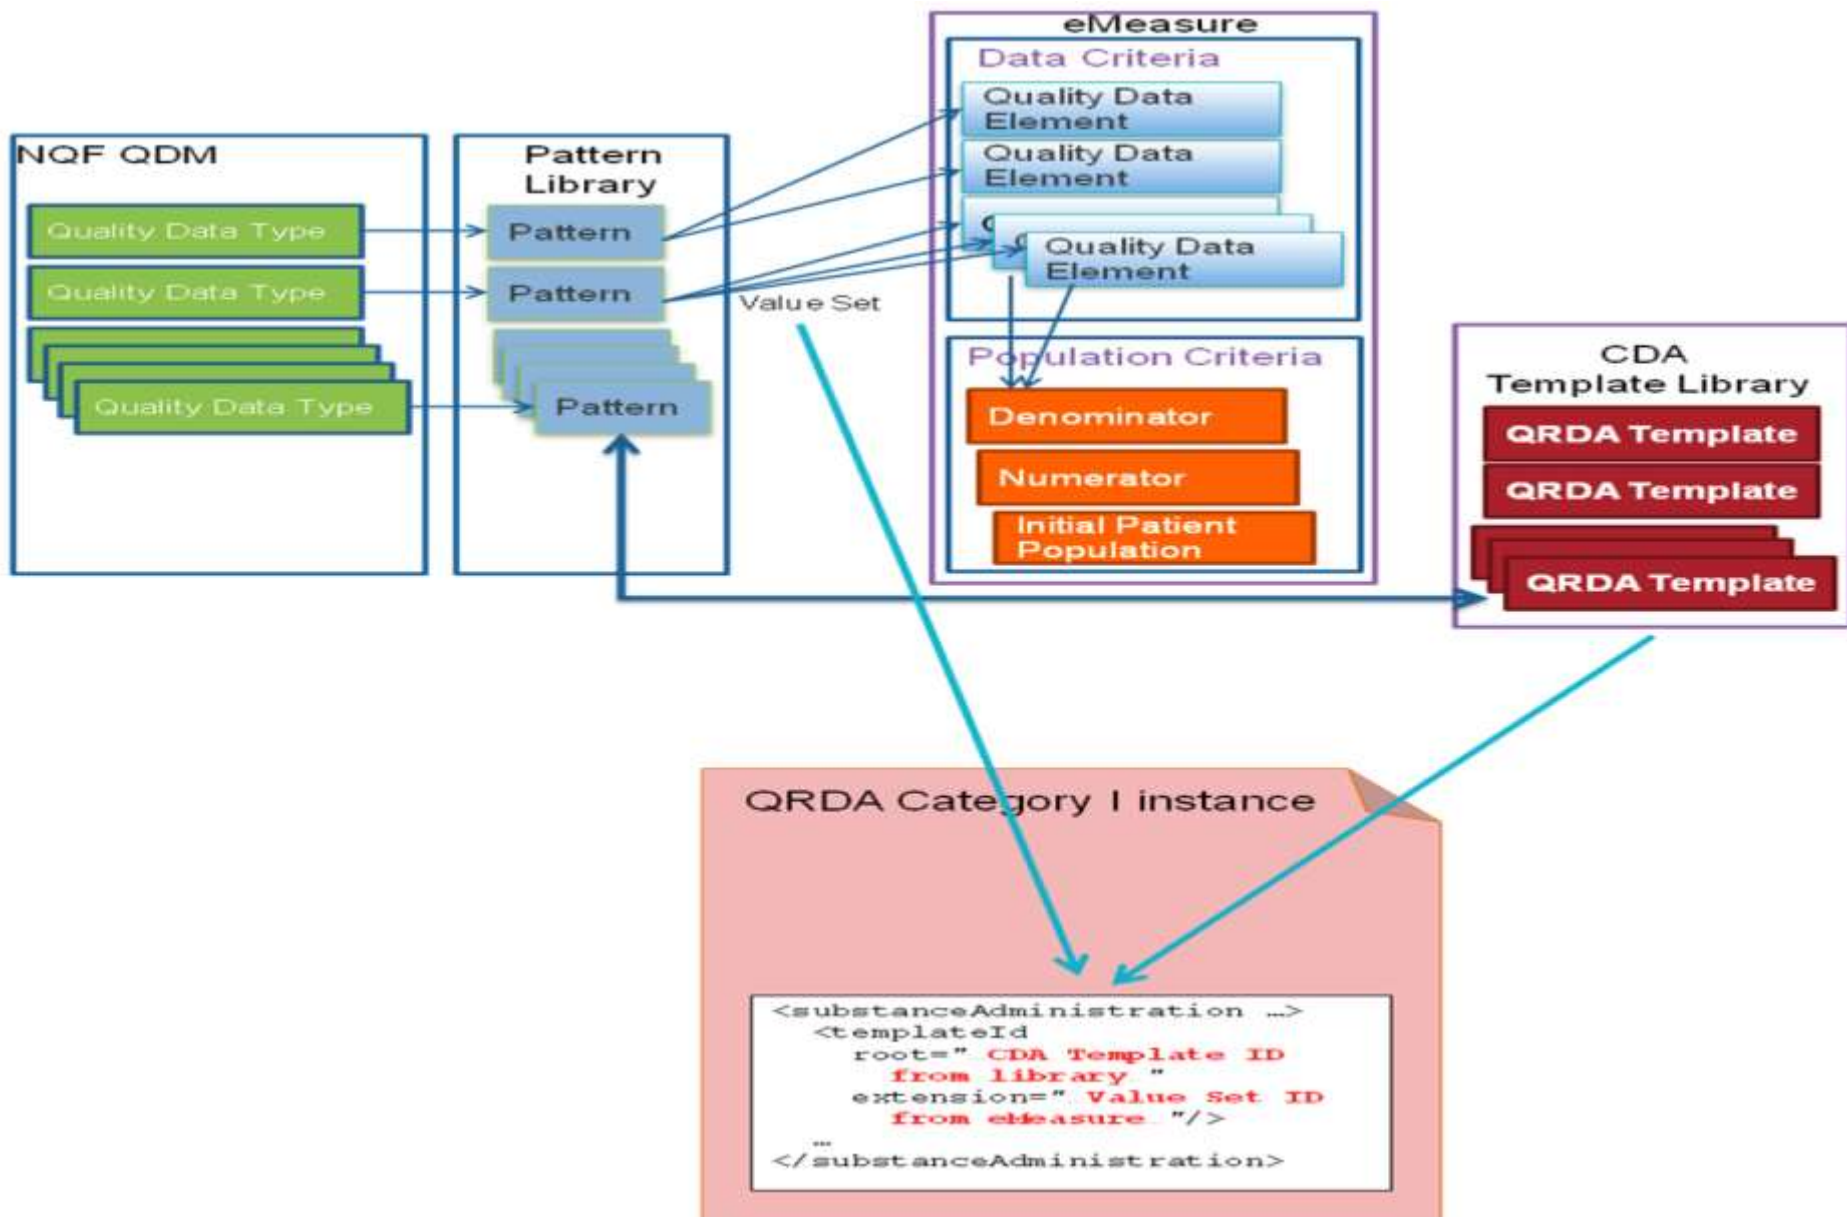 eMeasure
Data Criteria
Quality Data
Element
Quality Data
Element
Quality Data
Element
NQF QDM
Quality Data Type
Quality Data Type
Quality Data Type
Pattern
Library
Pattern
Pattern
Pattern
Value Set
Population Criteria
Denominator
Numerator
Initial Patient
Population
CDA
Template Library
QRDA Template
QRDA Template
QRDA Template
QRDA Category I instance
<substanceAdministration …>
<templateId
root=" CDA Template ID
from library "
extension=" Value Set ID
from eMeasure "/>
…
</substanceAdministration>